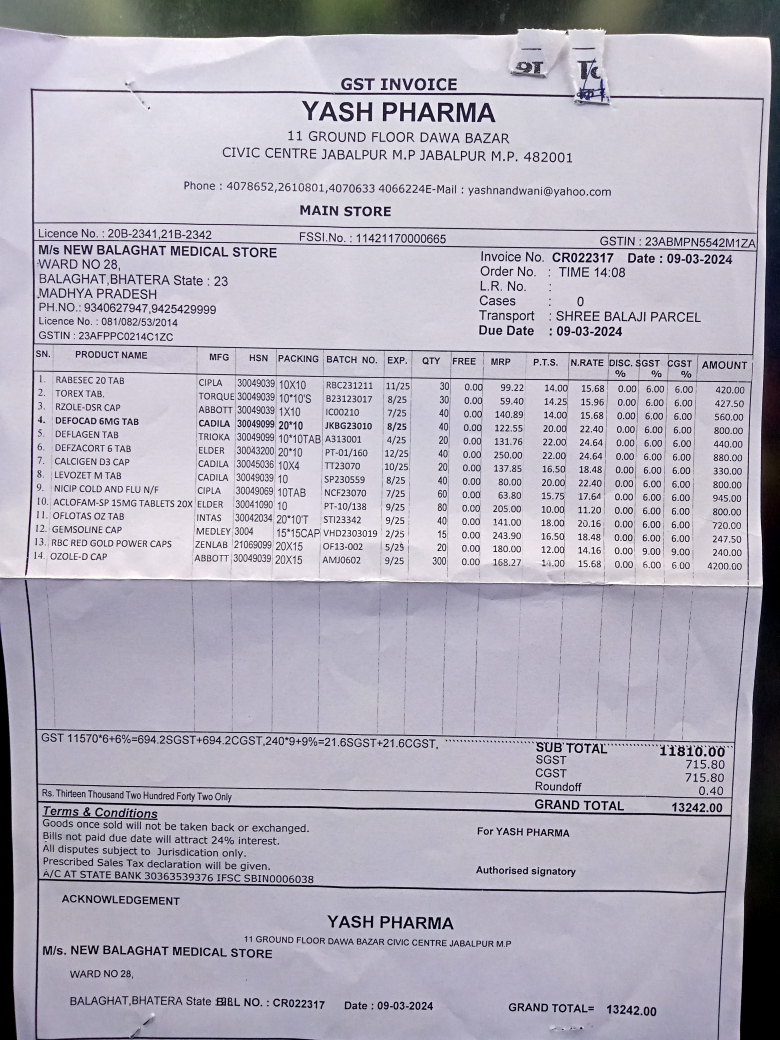 GST INVOICE
YASH PHARMA
11 GROUND FLOOR DAWA BAZAR
CIVIC CENTRE JABALPUR M.P JABALPUR M.P. 482001
Phone : 4078652,2610801,4070633 4066224E-Mail : yashnandwani@yahoo.com
MAIN STORE
Licence No. : 20B-2341,21B-2342 FSSI.No. : 11421170000665 GSTIN : 23ABMPN5542M1ZA
M/s NEW BALAGHAT MEDICAL STORE
WARD NO 28,
BALAGHAT,BHATERA State : 23
MADHYA PRADESH
PH.NO.: 9340627947,9425429999
Licence No. : 081/082/53/2014
GSTIN : 23AFPPC0214C1ZC
Invoice No. CR022317 Date : 09-03-2024
Order No. : TIME 14:08
L.R. No. :
Cases : 0
Transport : SHREE BALAJI PARCEL
Due Date : 09-03-2024
SN. PRODUCT NAME MFG HSN PACKING BATCH NO. EXP. QTY FREE MRP P.T.S. N.RATE DISC. % SGST % CGST % AMOUNT
1. RABESEC 20 TAB CIPLA 30049039 10X10 RBC231211 11/25 30 0.00 99.22 14.00 15.68 0.00 6.00 6.00 420.00
2. TOREX TAB. TORQUE 30049039 10*10'S B23123017 8/25 30 0.00 59.40 14.25 15.96 0.00 6.00 6.00 427.50
3. RZOLE-DSR CAP ABBOTT 30049039 1X10 IC00210 7/25 40 0.00 140.89 14.00 15.68 0.00 6.00 6.00 560.00
4. DEFOCAD 6MG TAB CADILA 30049099 20*10 JKBG23010 8/25 40 0.00 122.55 20.00 22.40 0.00 6.00 6.00 800.00
5. DEFLAGEN TAB TRIOKA 30049099 10*10TAB A313001 4/25 20 0.00 131.76 22.00 24.64 0.00 6.00 6.00 440.00
6. DEFZACORT 6 TAB ELDER 30043200 20*10 PT-01/160 12/25 40 0.00 250.00 22.00 24.64 0.00 6.00 6.00 880.00
7. CALCIGEN D3 CAP CADILA 30045036 10X4 TT23070 10/25 20 0.00 137.85 16.50 18.48 0.00 6.00 6.00 330.00
8. LEVOZET M TAB CADILA 30049039 10 SP230559 8/25 40 0.00 80.00 20.00 22.40 0.00 6.00 6.00 800.00
9. NICIP COLD AND FLU N/F CIPLA 30049069 10TAB NCF23070 7/25 60 0.00 63.80 15.75 17.64 0.00 6.00 6.00 945.00
10. ACLOFAM-SP 15MG TABLETS 20X ELDER 30041090 10 PT-10/138 9/25 80 0.00 205.00 10.00 11.20 0.00 6.00 6.00 800.00
11. OFLOTAS OZ TAB INTAS 30042034 20*10'T STI23342 9/25 40 0.00 141.00 18.00 20.16 0.00 6.00 6.00 720.00
12. GEMSOLINE CAP MEDLEY 3004 15*15CAP VHD2303019 2/25 15 0.00 243.90 16.50 18.48 0.00 6.00 6.00 247.50
13. RBC RED GOLD POWER CAPS ZENLAB 21069099 20X15 OF13-002 5/25 20 0.00 180.00 12.00 14.16 0.00 9.00 9.00 240.00
14. OZOLE-D CAP ABBOTT 30049039 20X15 AMJ0602 9/25 300 0.00 168.27 14.00 15.68 0.00 6.00 6.00 4200.00
GST 11570*6+6%=694.2SGST+694.2CGST,240*9+9%=21.6SGST+21.6CGST,
SUB TOTAL 11810.00
SGST 715.80
CGST 715.80
Roundoff 0.40
Rs. Thirteen Thousand Two Hundred Forty Two Only
GRAND TOTAL 13242.00
Terms & Conditions
Goods once sold will not be taken back or exchanged.
Bills not paid due date will attract 24% interest.
All disputes subject to Jurisdication only.
Prescribed Sales Tax declaration will be given.
A/C AT STATE BANK 30363539376 IFSC SBIN0006038
For YASH PHARMA
Authorised signatory
ACKNOWLEDGEMENT
YASH PHARMA
11 GROUND FLOOR DAWA BAZAR CIVIC CENTRE JABALPUR M.P
M/s. NEW BALAGHAT MEDICAL STORE
WARD NO 28,
BALAGHAT,BHATERA State BILL NO. : CR022317 Date : 09-03-2024 GRAND TOTAL= 13242.00